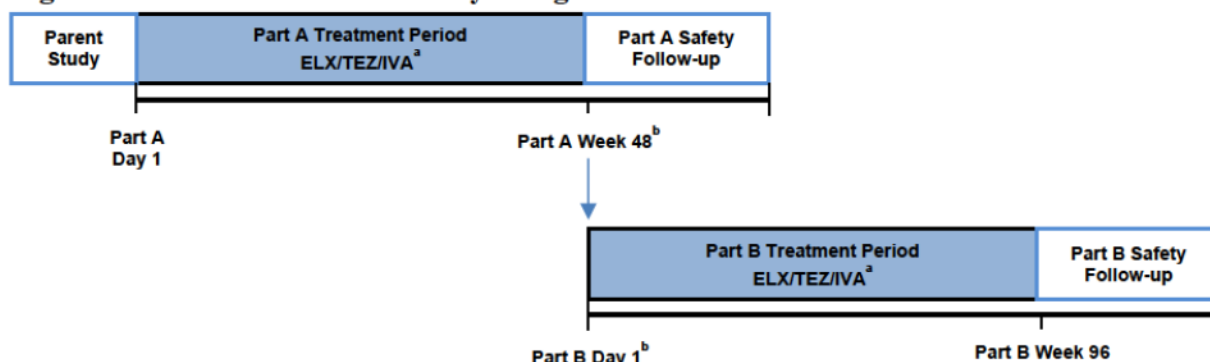 Parent
Study
Part A Treatment Period
ELX/TEZ/IVAᵃ
Part A Safety
Follow-up
Part A
Day 1
Part A Week 48ᵇ
Part B Treatment Period
ELX/TEZ/IVAᵃ
Part B Safety
Follow-up
Part B Day 1ᵇ
Part B Week 96